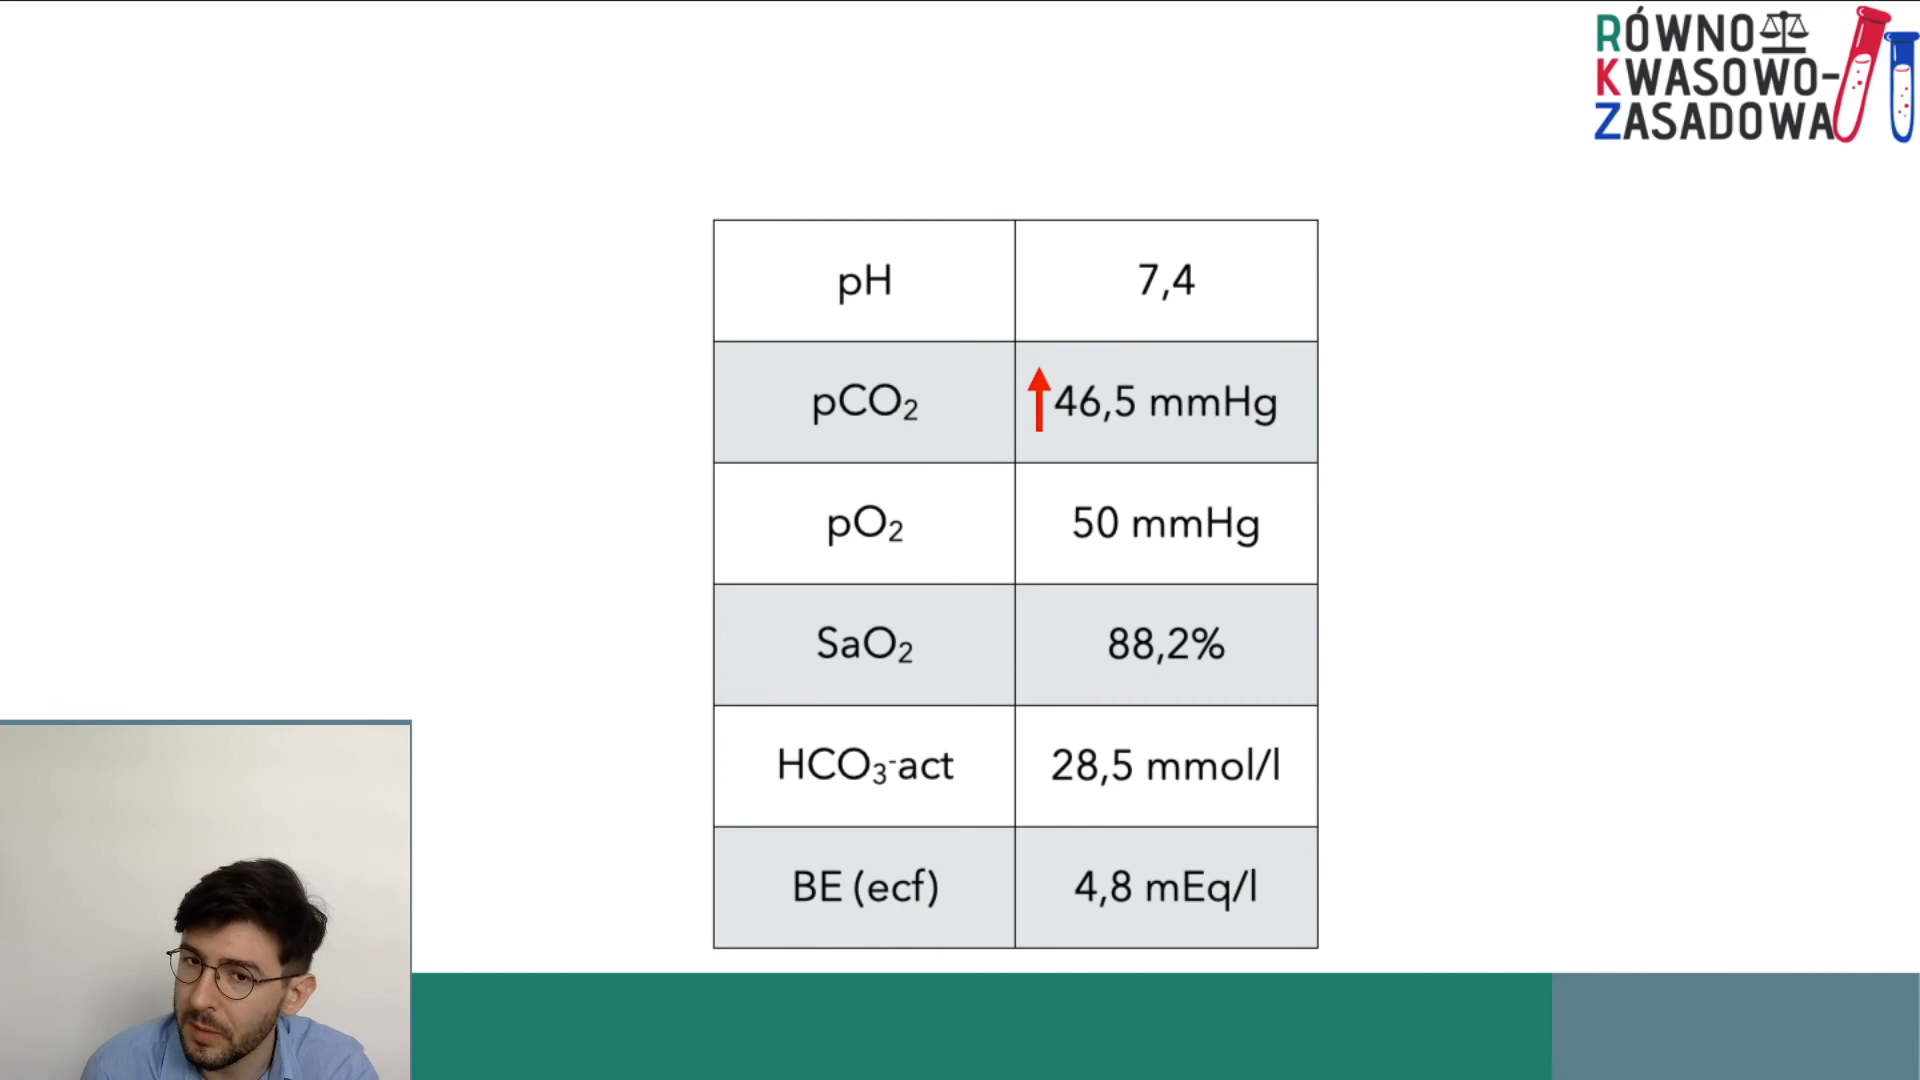 RÓWNO
KWASOWO-
ZASADOWA
pH 7,4
pCO₂ 46,5 mmHg
pO₂ 50 mmHg
SaO₂ 88,2%
HCO₃⁻act 28,5 mmol/l
BE (ecf) 4,8 mEq/l